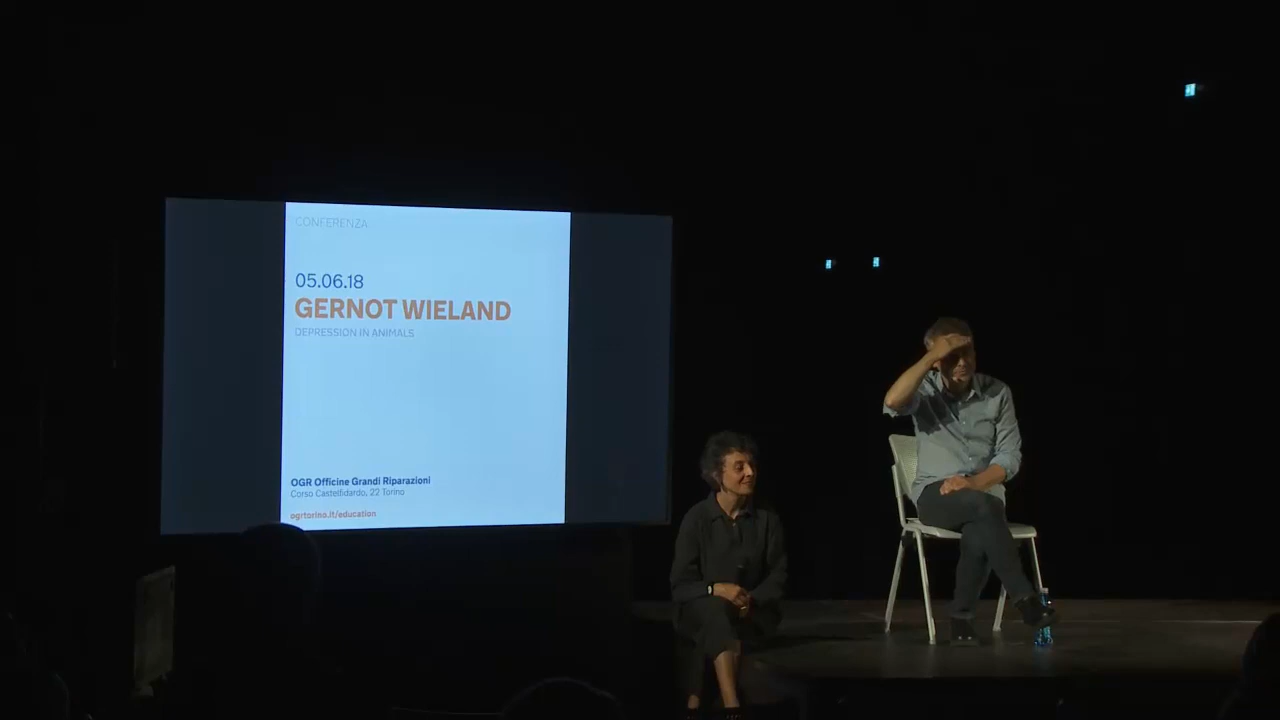 CONFERENZA
05.06.18
GERNOT WIELAND
DEPRESSION IN ANIMALS
OGR Officine Grandi Riparazioni
Corso Castelfidardo, 22 Torino
ogrtorino.it/education